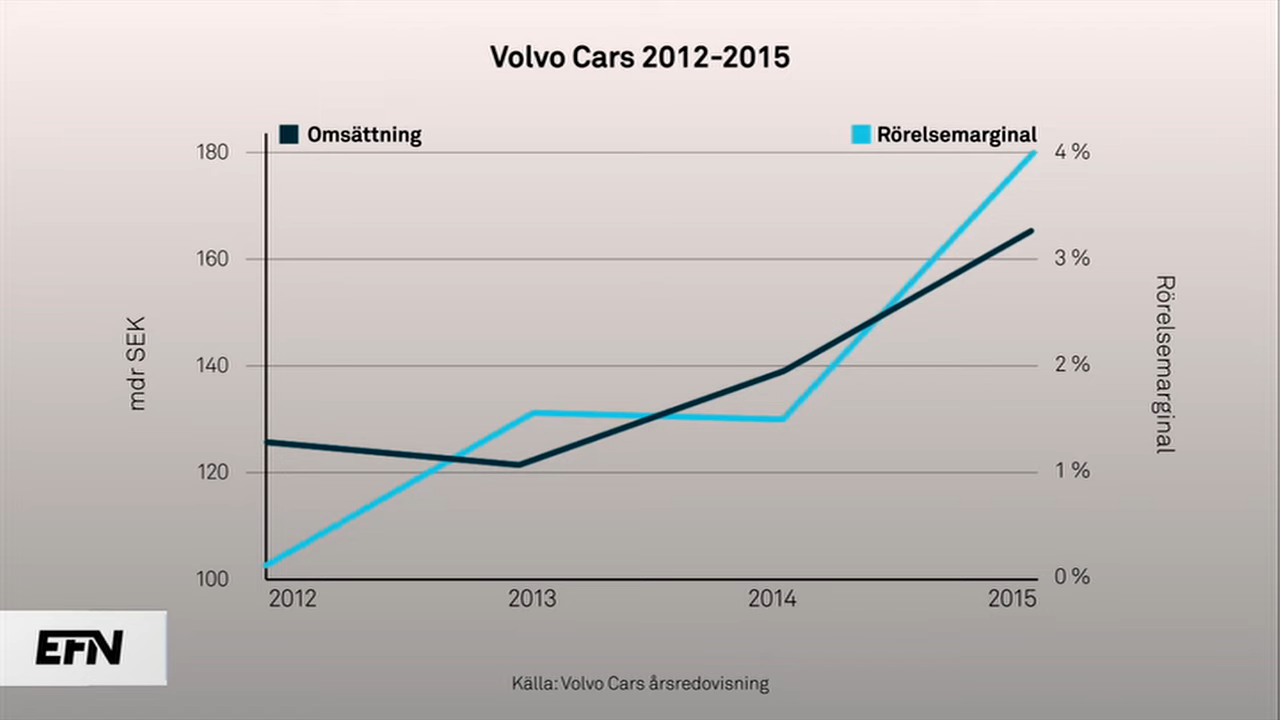 Volvo Cars 2012-2015
Omsättning
Rörelsemarginal
180
160
140
120
100
mdr SEK
4 %
3 %
2 %
1 %
0 %
Rörelsemarginal
2012
2013
2014
2015
EFN
Källa: Volvo Cars årsredovisning